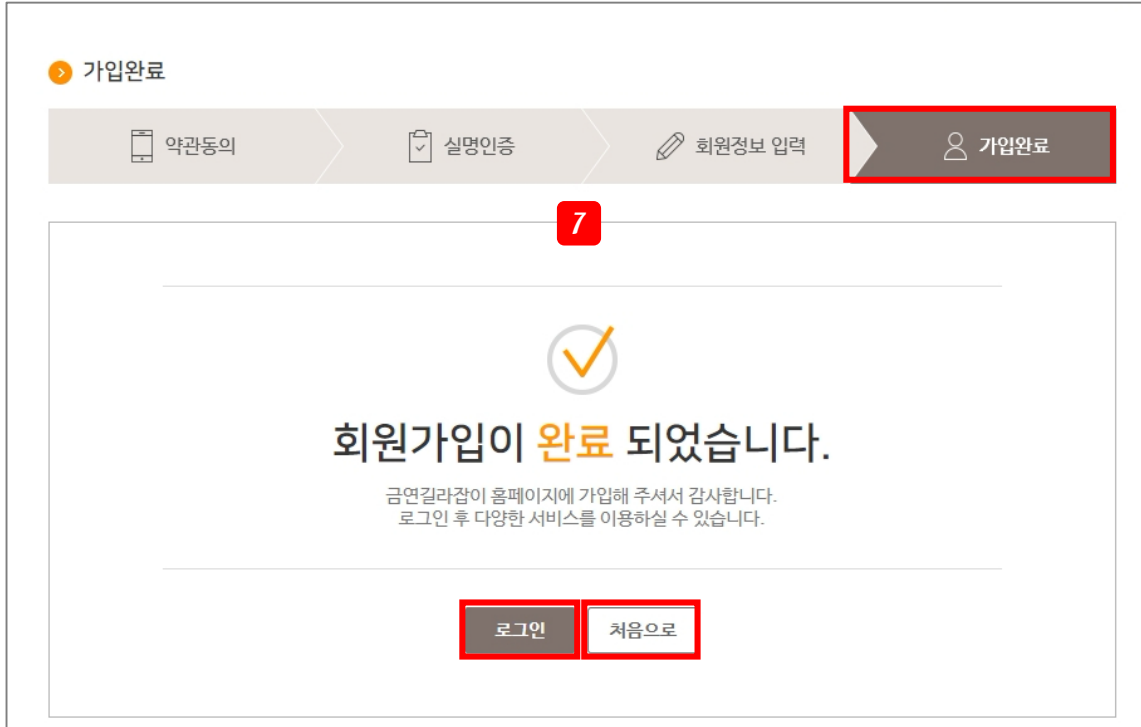 가입완료
약관동의
실명인증
회원정보 입력
가입완료
7
회원가입이 완료 되었습니다.
금연길라잡이 홈페이지에 가입해 주셔서 감사합니다.
로그인 후 다양한 서비스를 이용하실 수 있습니다.
로그인
처음으로